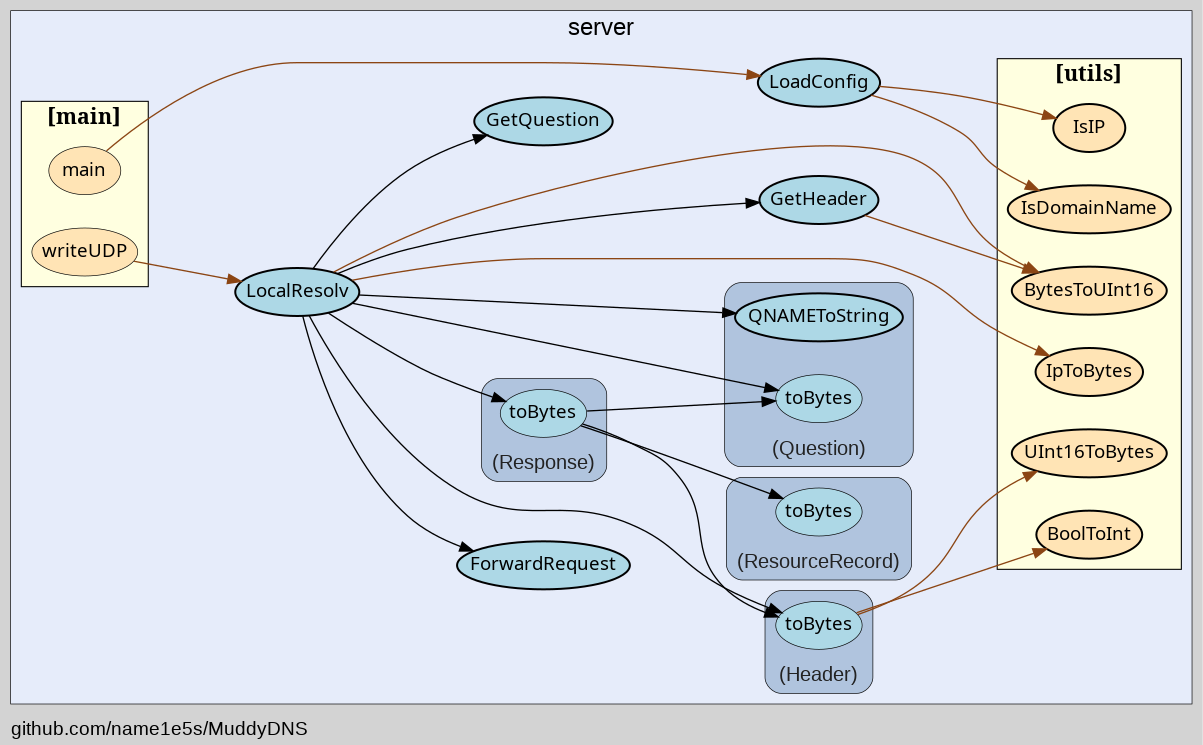 server
[main]
main
writeUDP
LocalResolv
GetQuestion
toBytes
(Response)
ForwardRequest
LoadConfig
GetHeader
QNAMEToString
toBytes
(Question)
toBytes
(ResourceRecord)
toBytes
(Header)
[utils]
IsIP
IsDomainName
BytesToUInt16
IpToBytes
UInt16ToBytes
BoolToInt
github.com/name1e5s/MuddyDNS